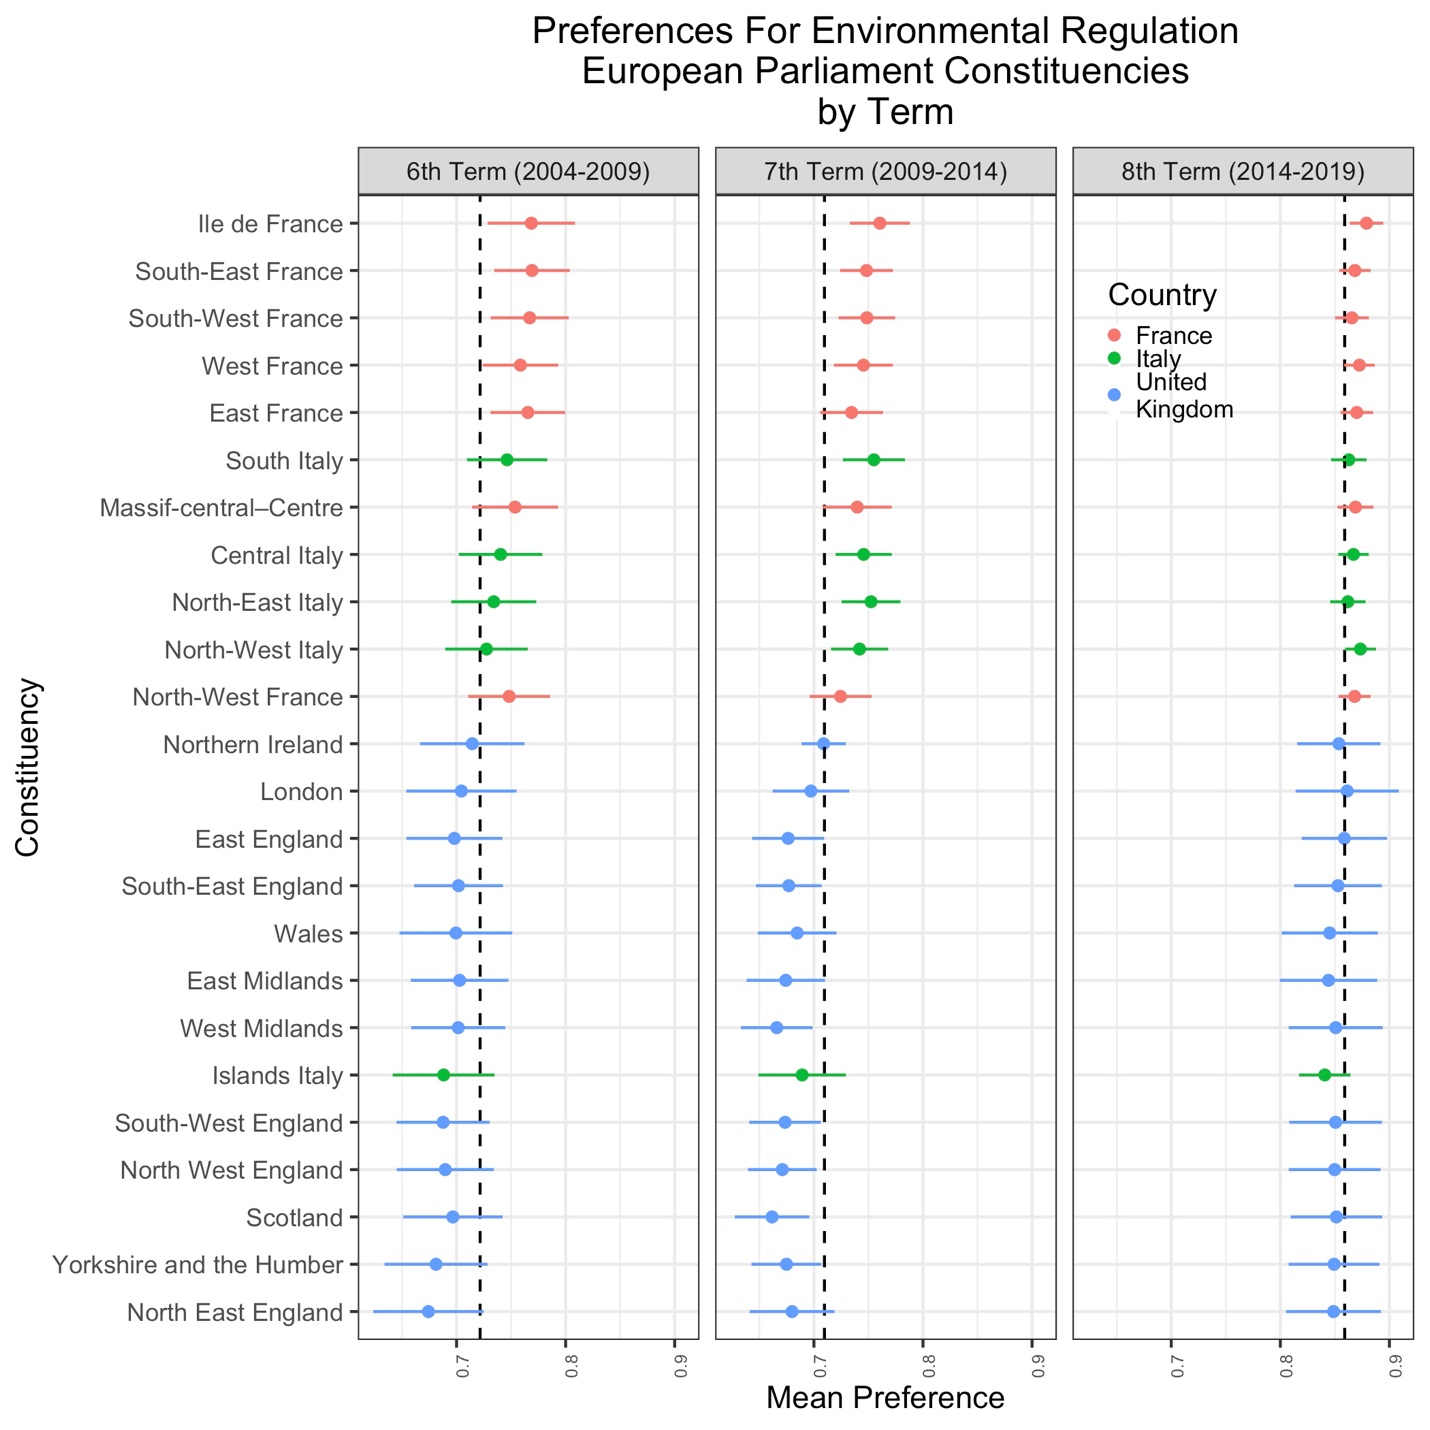 Preferences For Environmental Regulation
European Parliament Constituencies
by Term
6th Term (2004-2009)
7th Term (2009-2014)
8th Term (2014-2019)
Ile de France
South-East France
South-West France
West France
East France
South Italy
Massif-central–Centre
Central Italy
North-East Italy
North-West Italy
North-West France
Northern Ireland
London
East England
South-East England
Wales
East Midlands
West Midlands
Islands Italy
South-West England
North West England
Scotland
Yorkshire and the Humber
North East England
Constituency
Country
France
Italy
United
Kingdom
0.7
0.8
0.9
0.7
0.8
0.9
0.7
0.8
0.9
Mean Preference